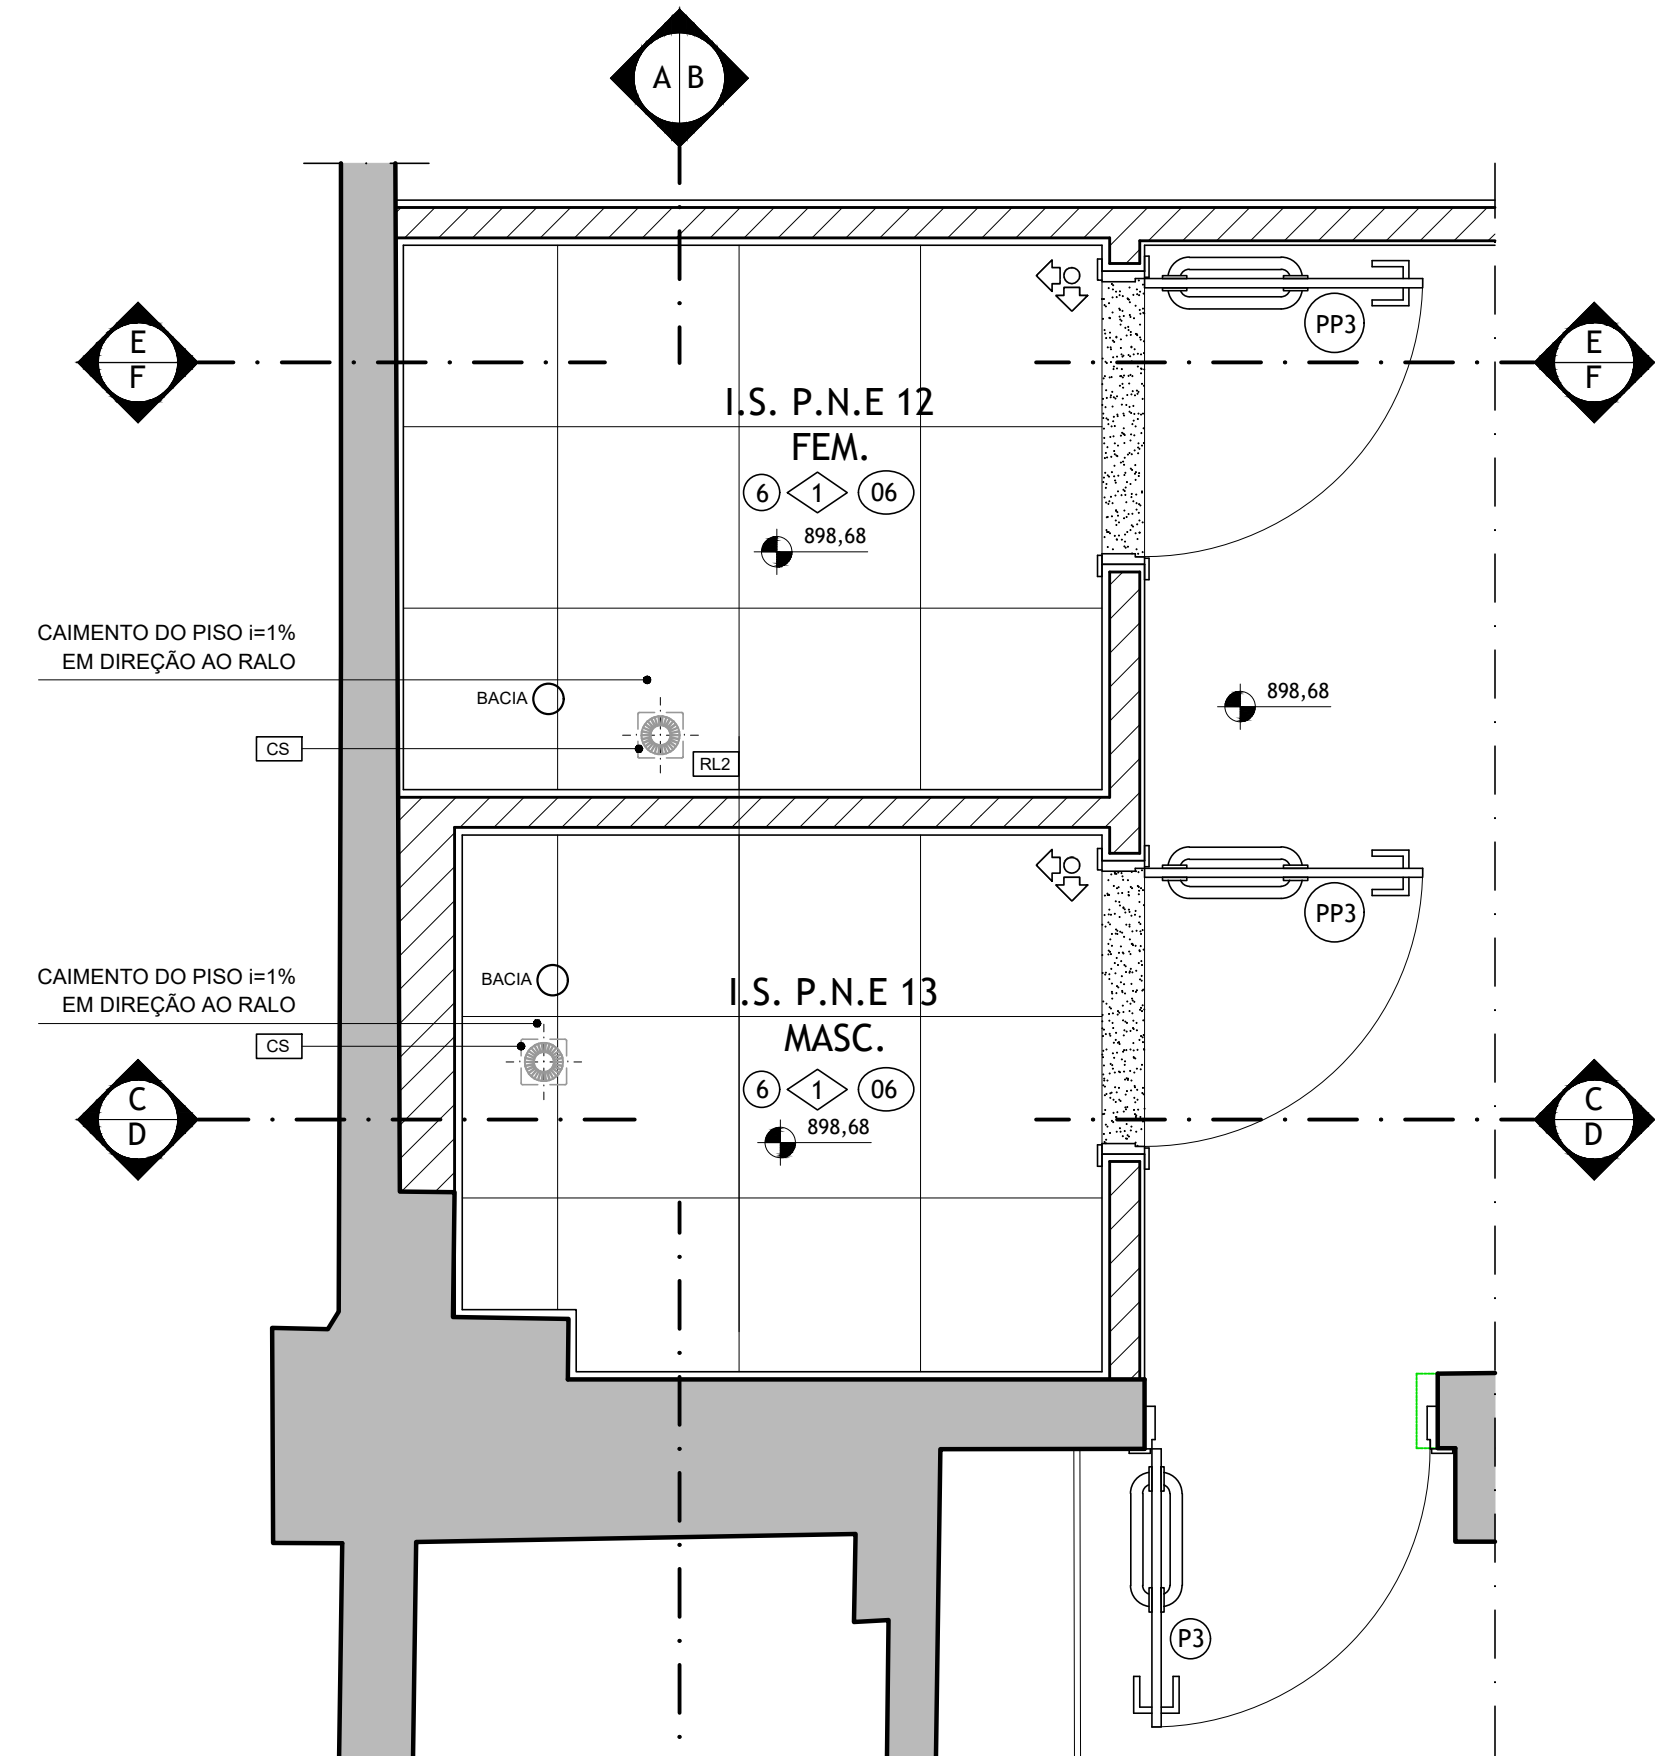 A B
E
F
E
F
PP3
I.S. P.N.E 12
FEM.
6 1 06
898,68
CAIMENTO DO PISO i=1%
EM DIREÇÃO AO RALO
BACIA
898,68
CS
RL2
PP3
CAIMENTO DO PISO i=1%
EM DIREÇÃO AO RALO
BACIA
I.S. P.N.E 13
MASC.
CS
6 1 06
898,68
C
D
C
D
P3